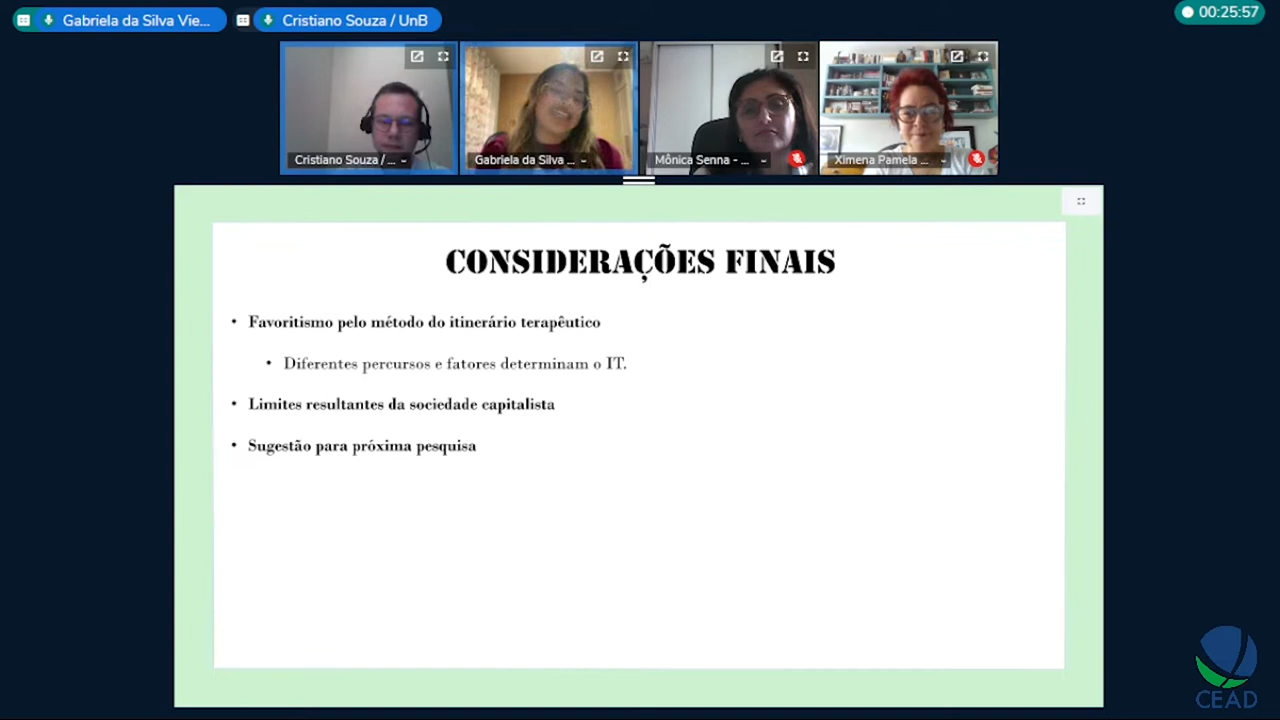 Gabriela da Silva Vie...
Cristiano Souza / UnB
00:25:57
Cristiano Souza / ...
Gabriela da Silva ...
Mônica Senna - ...
Ximena Pamela ...
CONSIDERAÇÕES FINAIS
• Favoritismo pelo método do itinerário terapêutico
• Diferentes percursos e fatores determinam o IT.
• Limites resultantes da sociedade capitalista
• Sugestão para próxima pesquisa
CEAD